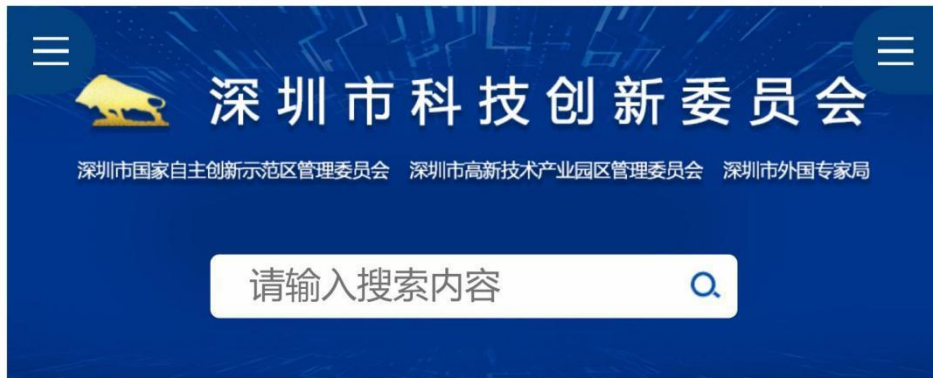 深圳市科技创新委员会
深圳市国家自主创新示范区管理委员会 深圳市高新技术产业园区管理委员会 深圳市外国专家局
请输入搜索内容